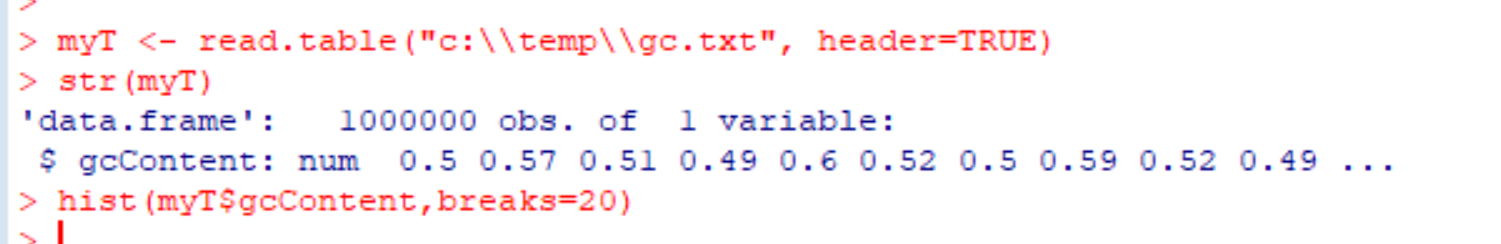 >
> myT <- read.table("c:\\temp\\gc.txt", header=TRUE)
> str(myT)
'data.frame':   1000000 obs. of  1 variable:
 $ gcContent: num  0.5 0.57 0.51 0.49 0.6 0.52 0.5 0.59 0.52 0.49 ...
> hist(myT$gcContent,breaks=20)
>